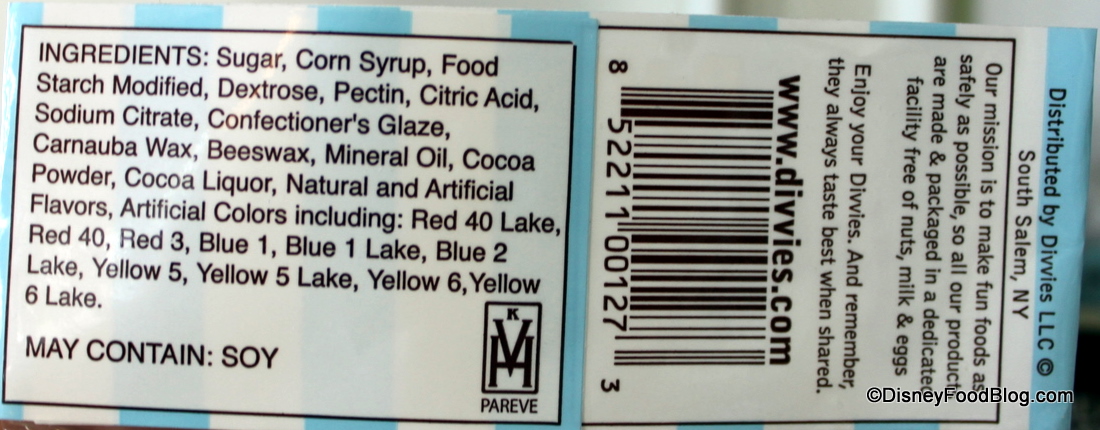 INGREDIENTS: Sugar, Corn Syrup, Food
Starch Modified, Dextrose, Pectin, Citric Acid,
Sodium Citrate, Confectioner's Glaze,
Carnauba Wax, Beeswax, Mineral Oil, Cocoa
Powder, Cocoa Liquor, Natural and Artificial
Flavors, Artificial Colors including: Red 40 Lake,
Red 40, Red 3, Blue 1, Blue 1 Lake, Blue 2
Lake, Yellow 5, Yellow 5 Lake, Yellow 6,Yellow
6 Lake.
MAY CONTAIN: SOY
K
VH
M
PAREVE
Distributed by Divvies LLC ©
South Salem, NY
Our mission is to make fun foods as
safely as possible, so all our product
are made & packaged in a dedicated
facility free of nuts, milk & eggs
Enjoy your Divvies. And remember,
they always taste best when shared.
www.divvies.com
8 52211 00127 3
©DisneyFoodBlog.com